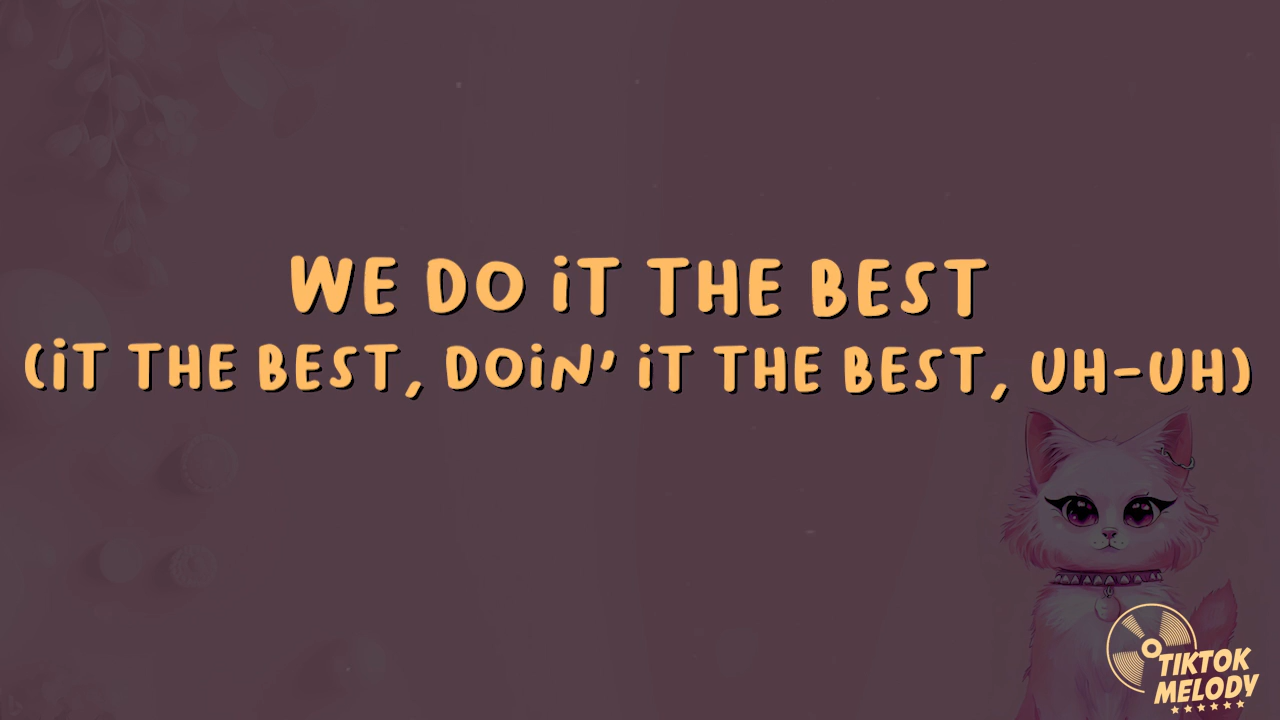 WE DO iT THE BEST
(iT THE BEST, DOiN' iT THE BEST, UH-UH)
TIKTOK
MELODY